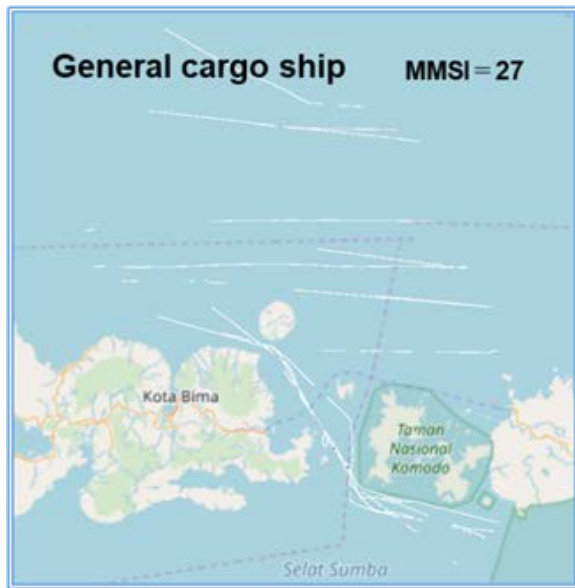 General cargo ship MMSI=27
Kota Bima
Taman
Nasional
Komodo
Selat Sumba